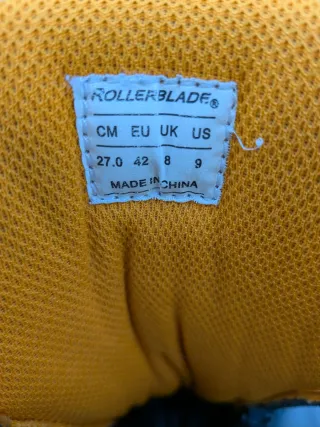 ROLLERBLADE®
CM EU UK US
27.0 42 8 9
MADE IN CHINA